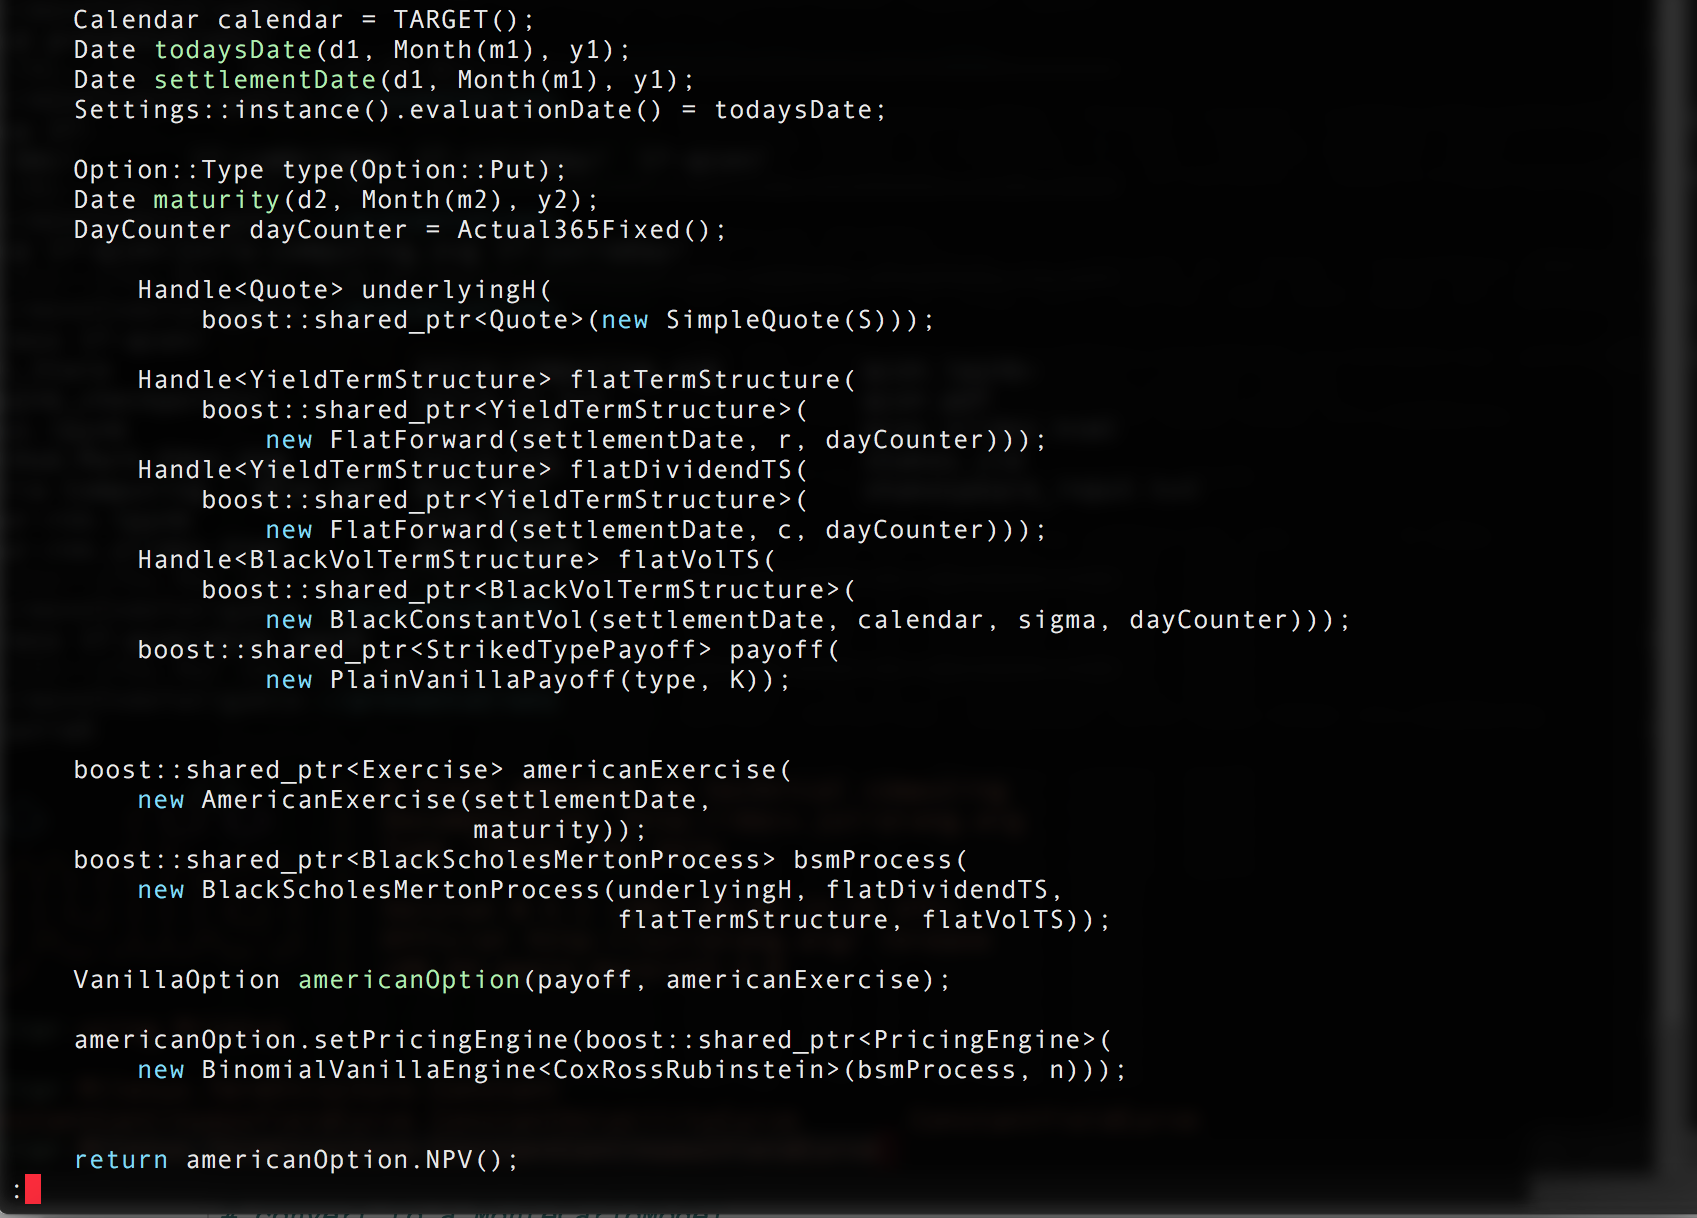 Calendar calendar = TARGET();
Date todaysDate(d1, Month(m1), y1);
Date settlementDate(d1, Month(m1), y1);
Settings::instance().evaluationDate() = todaysDate;
Option::Type type(Option::Put);
Date maturity(d2, Month(m2), y2);
DayCounter dayCounter = Actual365Fixed();
Handle<Quote> underlyingH(
boost::shared_ptr<Quote>(new SimpleQuote(S)));
Handle<YieldTermStructure> flatTermStructure(
boost::shared_ptr<YieldTermStructure>(
new FlatForward(settlementDate, r, dayCounter)));
Handle<YieldTermStructure> flatDividendTS(
boost::shared_ptr<YieldTermStructure>(
new FlatForward(settlementDate, c, dayCounter)));
Handle<BlackVolTermStructure> flatVolTS(
boost::shared_ptr<BlackVolTermStructure>(
new BlackConstantVol(settlementDate, calendar, sigma, dayCounter)));
boost::shared_ptr<StrikedTypePayoff> payoff(
new PlainVanillaPayoff(type, K));
boost::shared_ptr<Exercise> americanExercise(
new AmericanExercise(settlementDate,
maturity));
boost::shared_ptr<BlackScholesMertonProcess> bsmProcess(
new BlackScholesMertonProcess(underlyingH, flatDividendTS,
flatTermStructure, flatVolTS));
VanillaOption americanOption(payoff, americanExercise);
americanOption.setPricingEngine(boost::shared_ptr<PricingEngine>(
new BinomialVanillaEngine<CoxRossRubinstein>(bsmProcess, n)));
return americanOption.NPV();
: